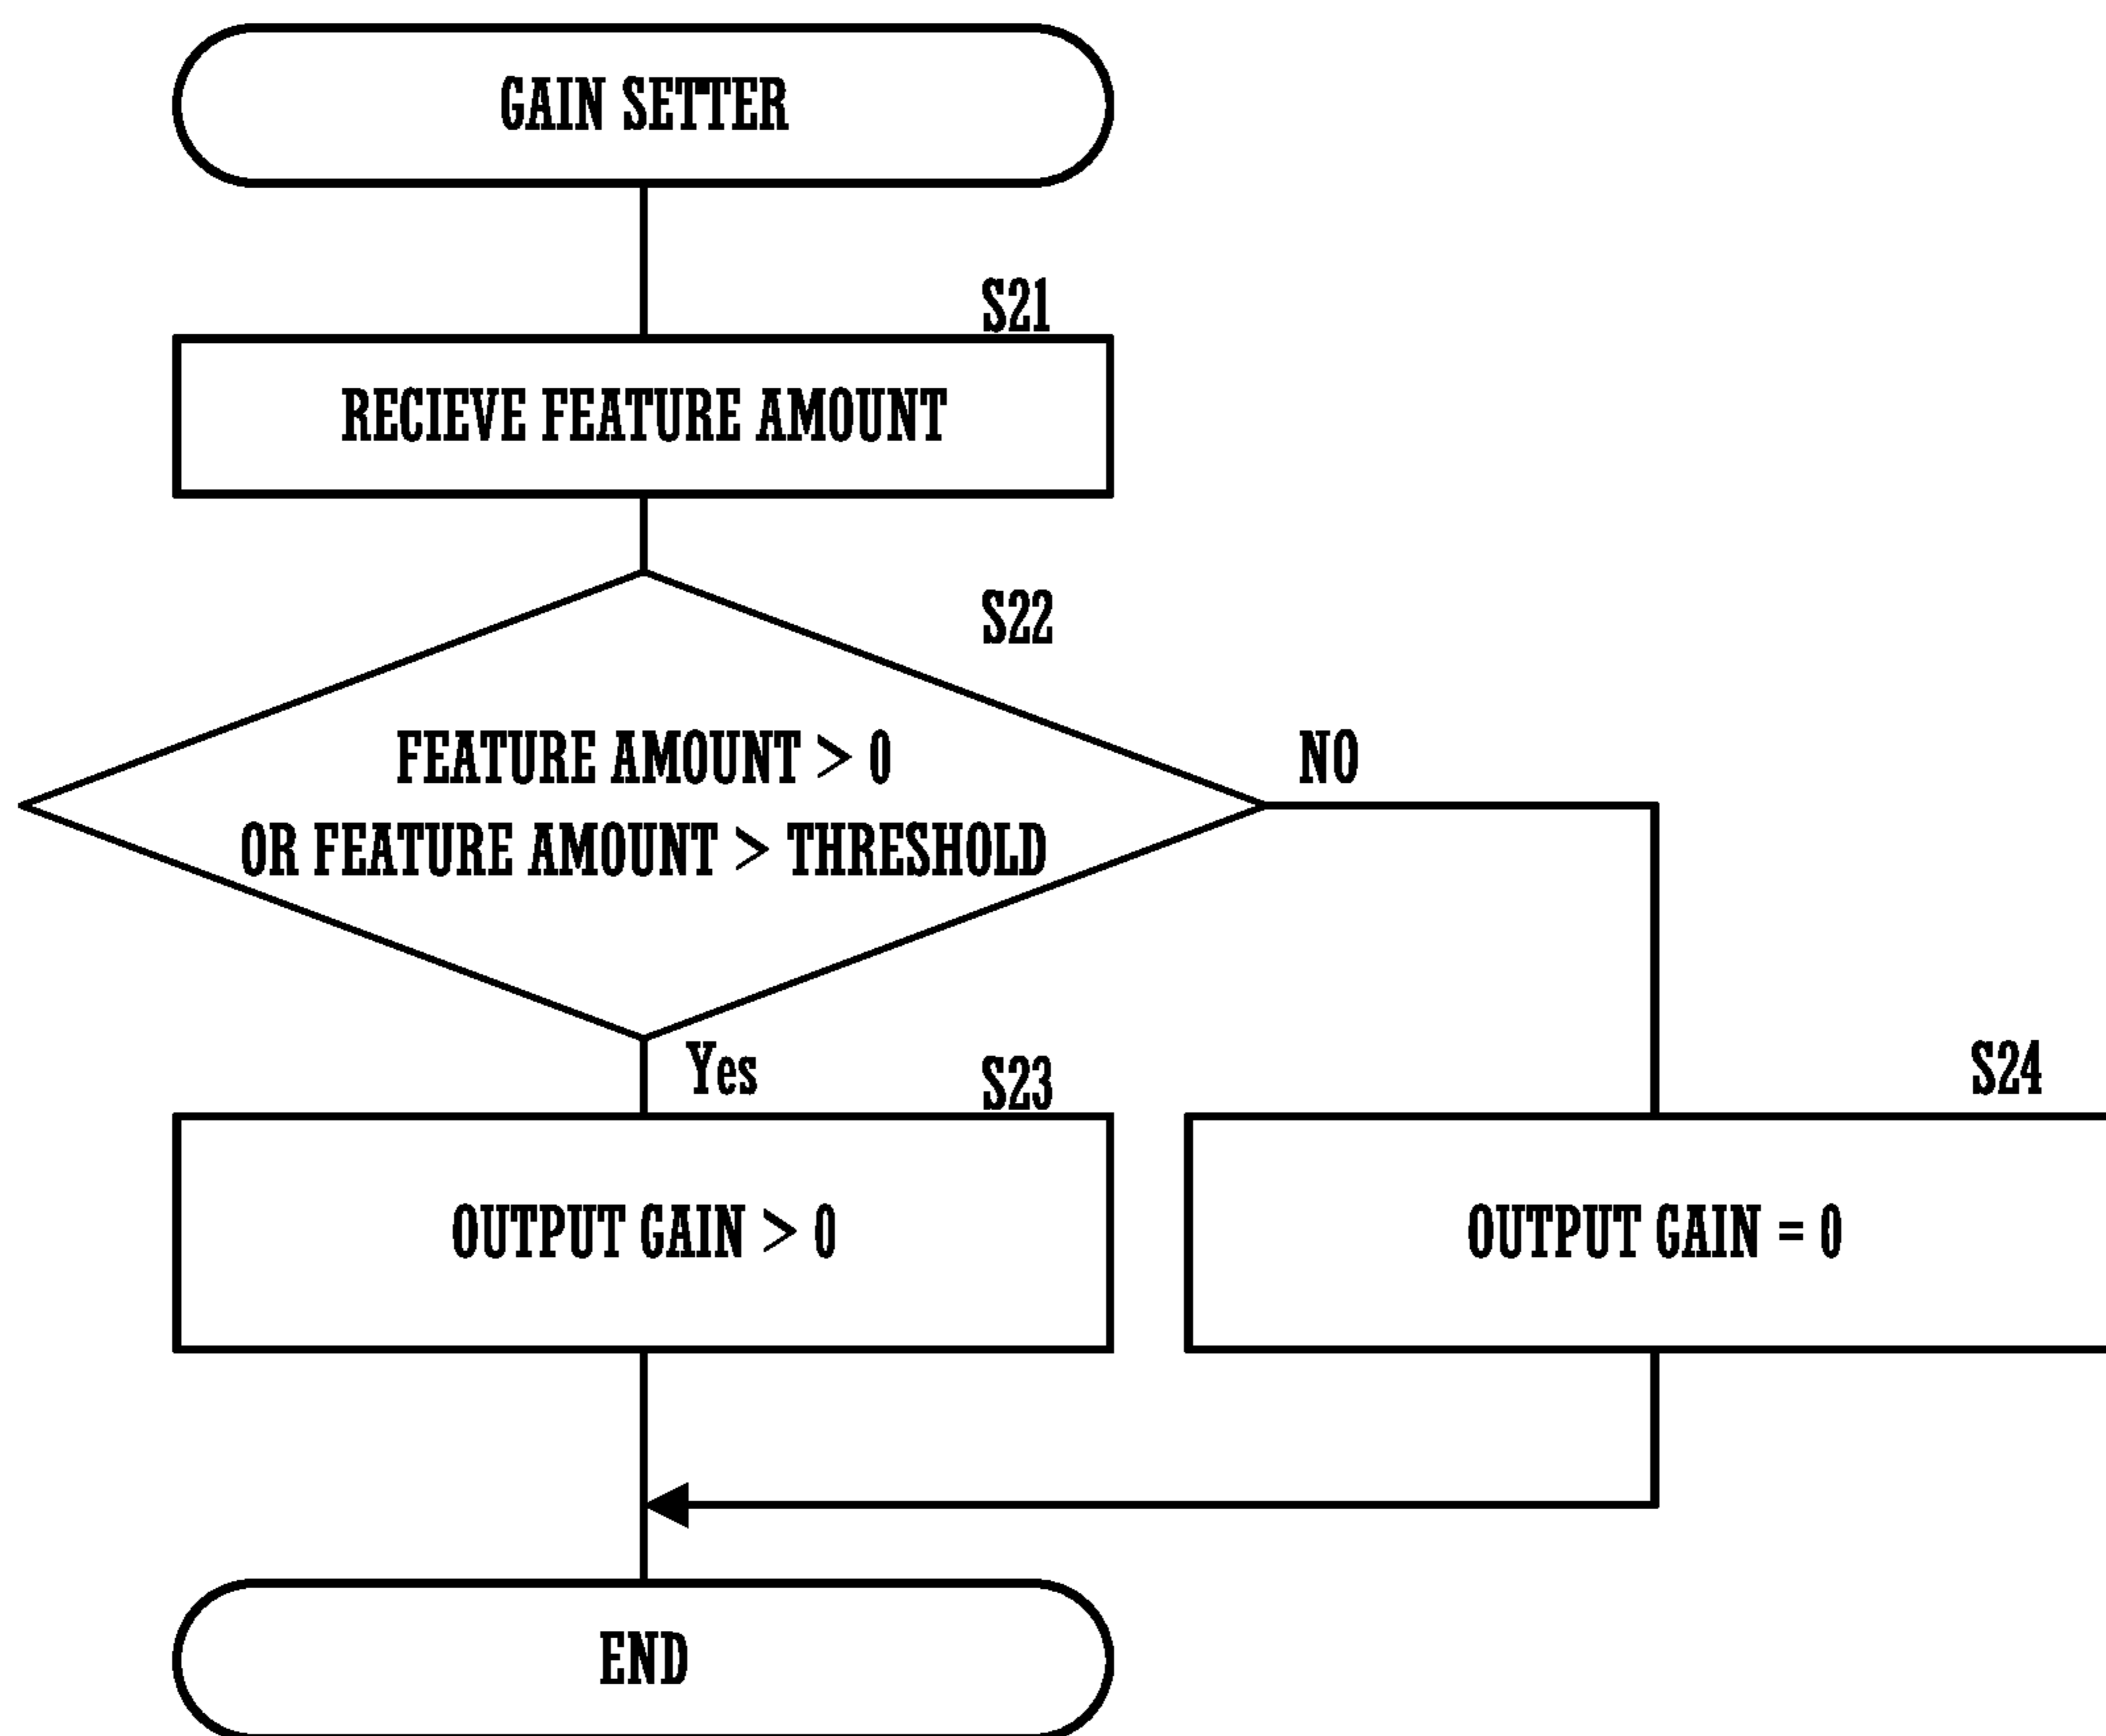 GAIN SETTER
S21
RECIEVE FEATURE AMOUNT
S22
FEATURE AMOUNT > 0
OR FEATURE AMOUNT > THRESHOLD
NO
Yes
S23
S24
OUTPUT GAIN > 0
OUTPUT GAIN = 0
END